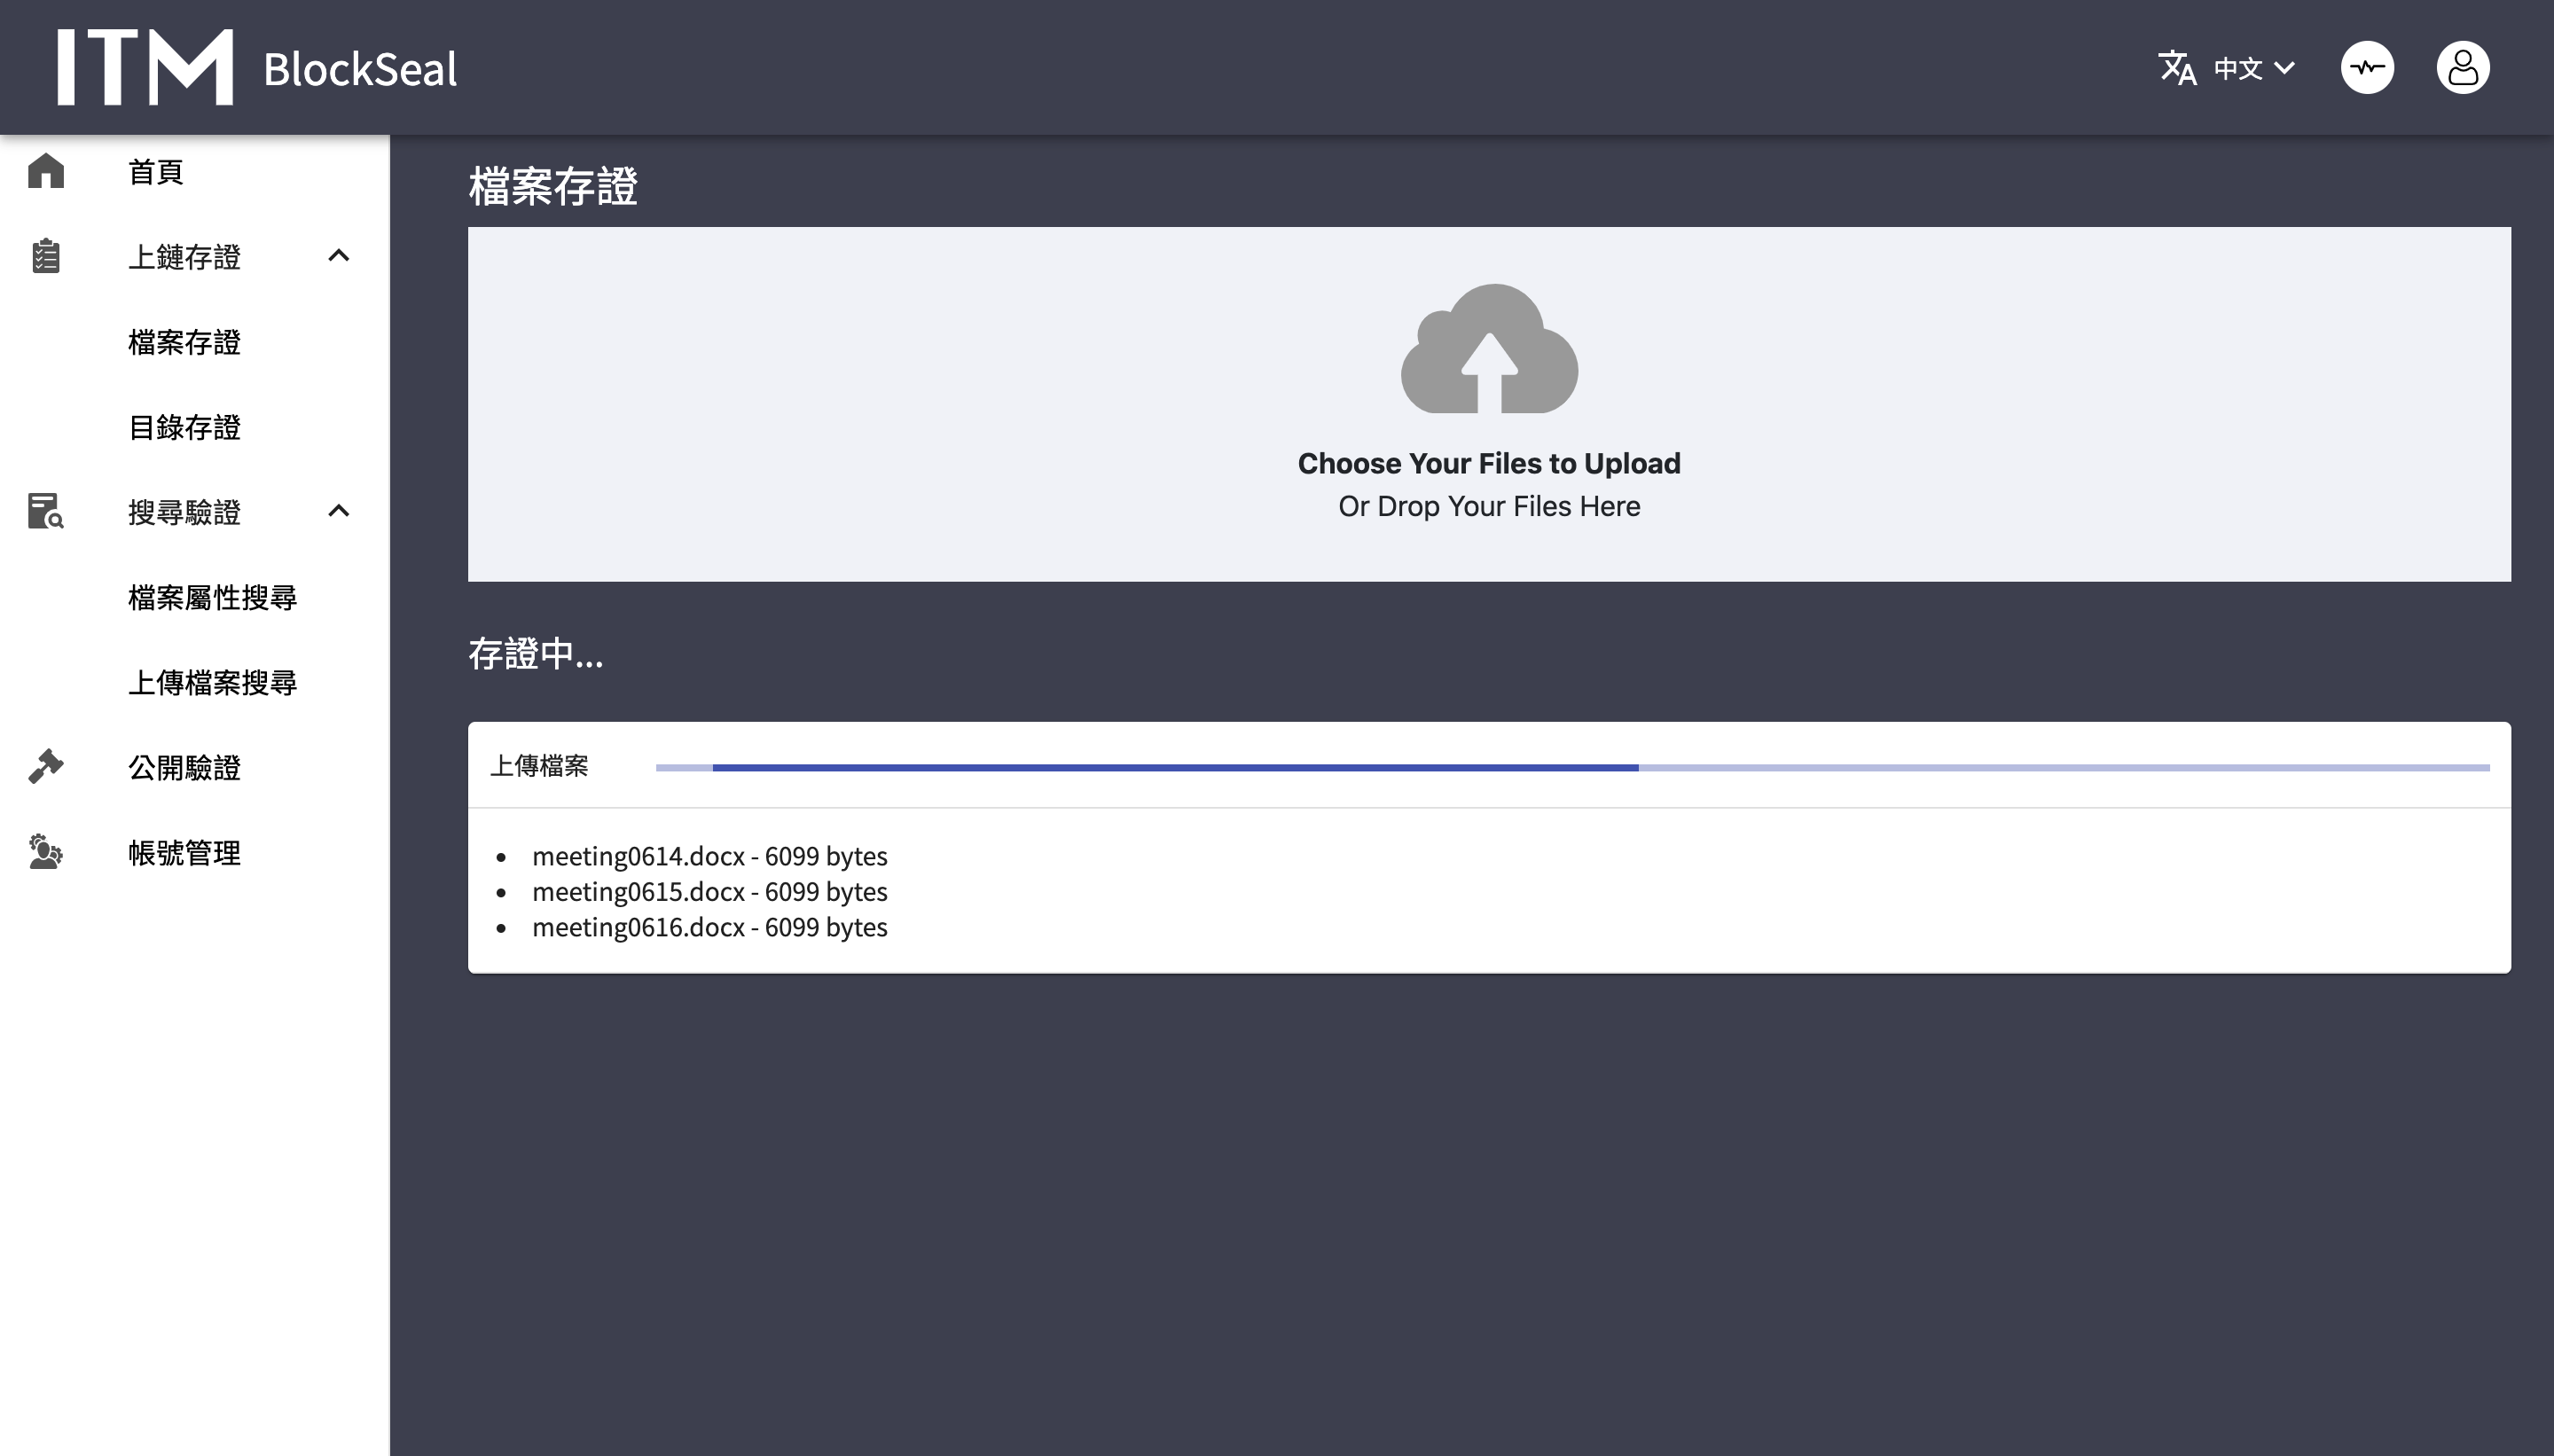 ITM BlockSeal
中文
首頁
上鏈存證
檔案存證
目錄存證
搜尋驗證
檔案屬性搜尋
上傳檔案搜尋
公開驗證
帳號管理
檔案存證
Choose Your Files to Upload
Or Drop Your Files Here
存證中...
上傳檔案
meeting0614.docx - 6099 bytes
meeting0615.docx - 6099 bytes
meeting0616.docx - 6099 bytes